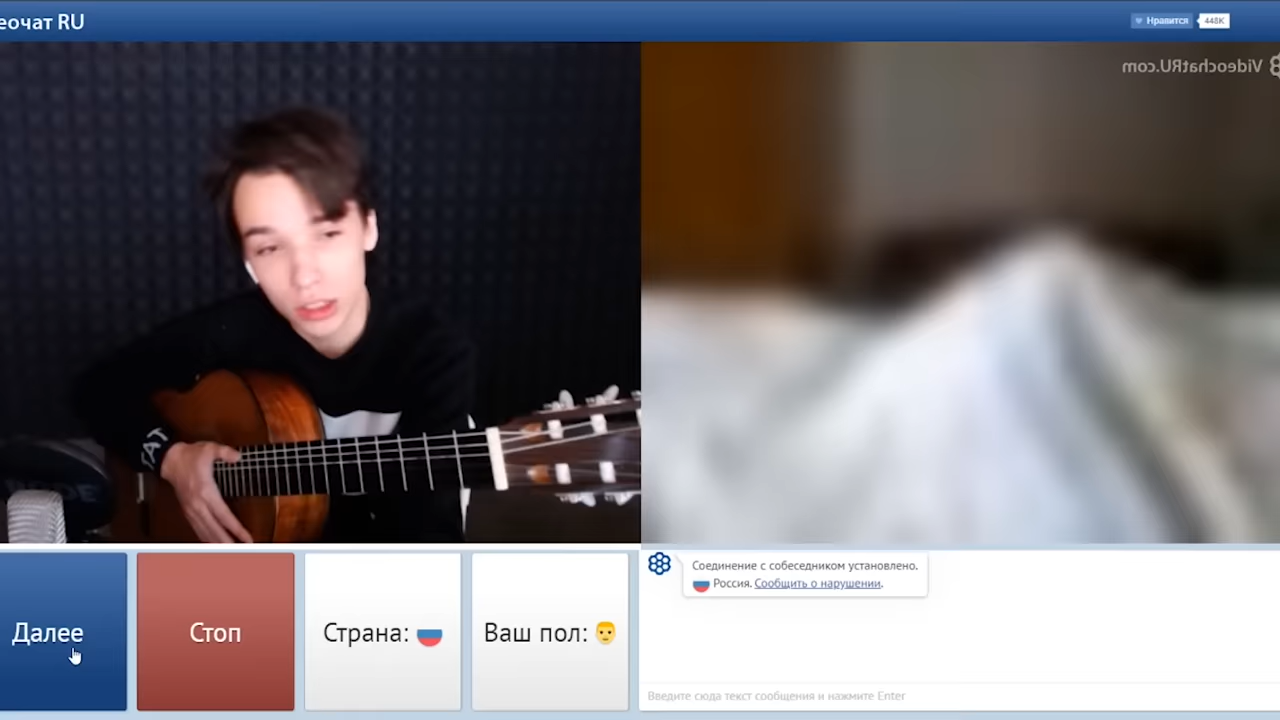 еочат RU
Нравится 448K
VideochatRU.com
TAT
Далее
Стоп
Страна:
Ваш пол:
Соединение с собеседником установлено.
Россия. Сообщить о нарушении.
Введите сюда текст сообщения и нажмите Enter